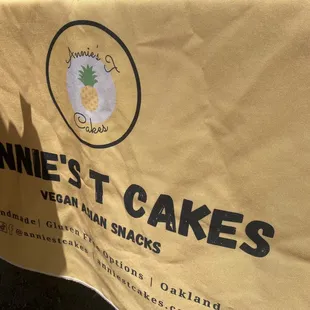 Annie's T
Cakes
NNIE'S T CAKES
VEGAN ASIAN SNACKS
ndmade | Gluten Free Options | Oakland
@anniestcakes | anniestcakes.c